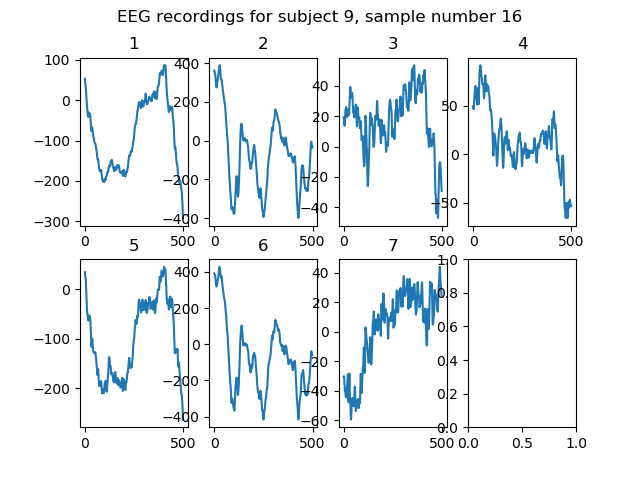 EEG recordings for subject 9, sample number 16
1 2 3 4
100 0 −100 −200 −300
400 200 0 −200 −400
40 20 0 −20 −40
50 0 −50
0 500 0 500 0 500 0 500
5 6 7
0 −100 −200
400 200 0 −200 −400
40 20 0 −20 −40 −60
1.0 0.8 0.6 0.4 0.2 0.0
0 500 0 500 0 500 0.0 0.5 1.0